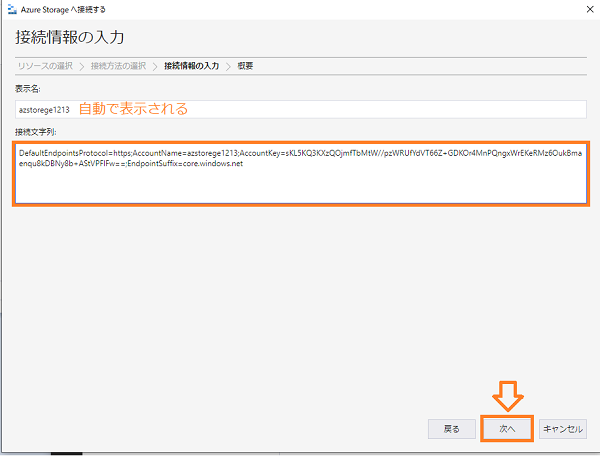 Azure Storage へ接続する
接続情報の入力
リソースの選択 > 接続方法の選択 > 接続情報の入力 > 概要
表示名:
azstorege1213 自動で表示される
接続文字列:
DefaultEndpointsProtocol=https;AccountName=azstorege1213;AccountKey=sKL5KQ3KXzQOjmfTbMtW//pzWRUfYdVT66Z+GDKOr4MnPQngxWrEKeRMz6OukBma
enqu8kDBNy8b+AStVPFIFw==;EndpointSuffix=core.windows.net
戻る 次へ キャンセル